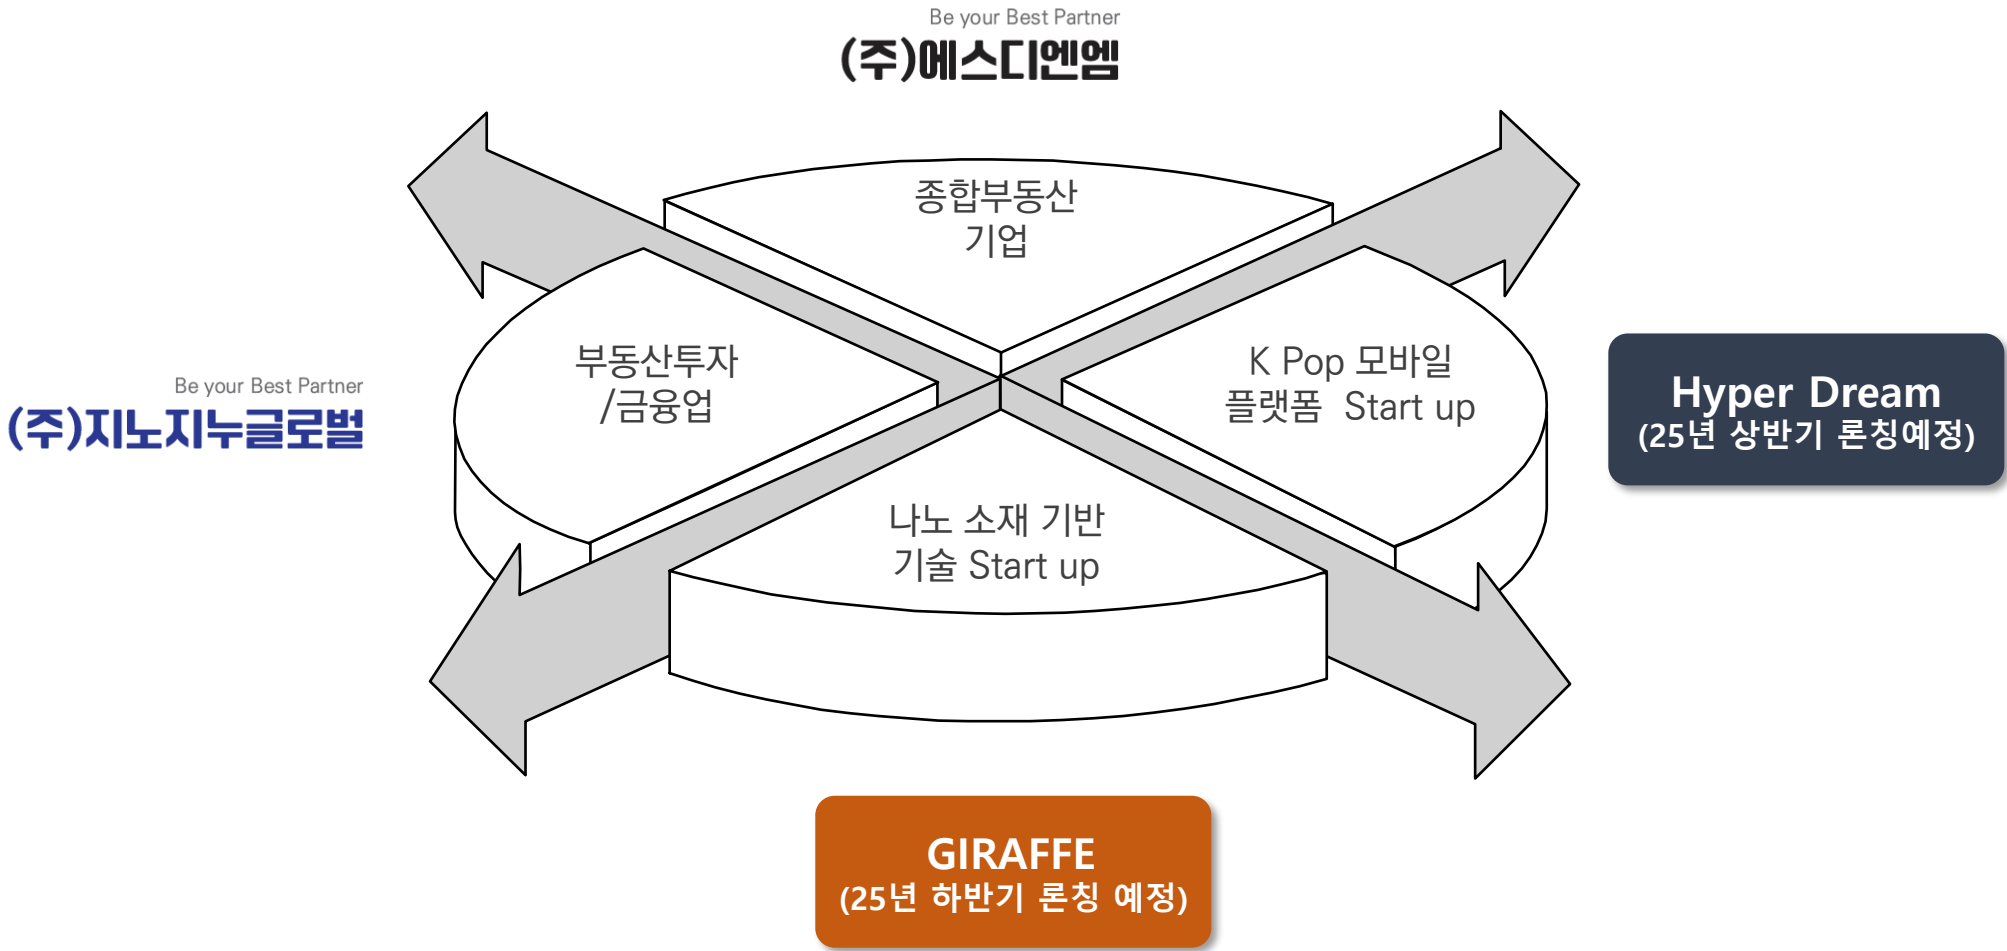 Be your Best Partner
(주)에스디엔엠
종합부동산
기업
부동산투자
/금융업
K Pop 모바일
플랫폼 Start up
Be your Best Partner
(주)지노지누글로벌
Hyper Dream
(25년 상반기 론칭예정)
나노 소재 기반
기술 Start up
GIRAFFE
(25년 하반기 론칭 예정)